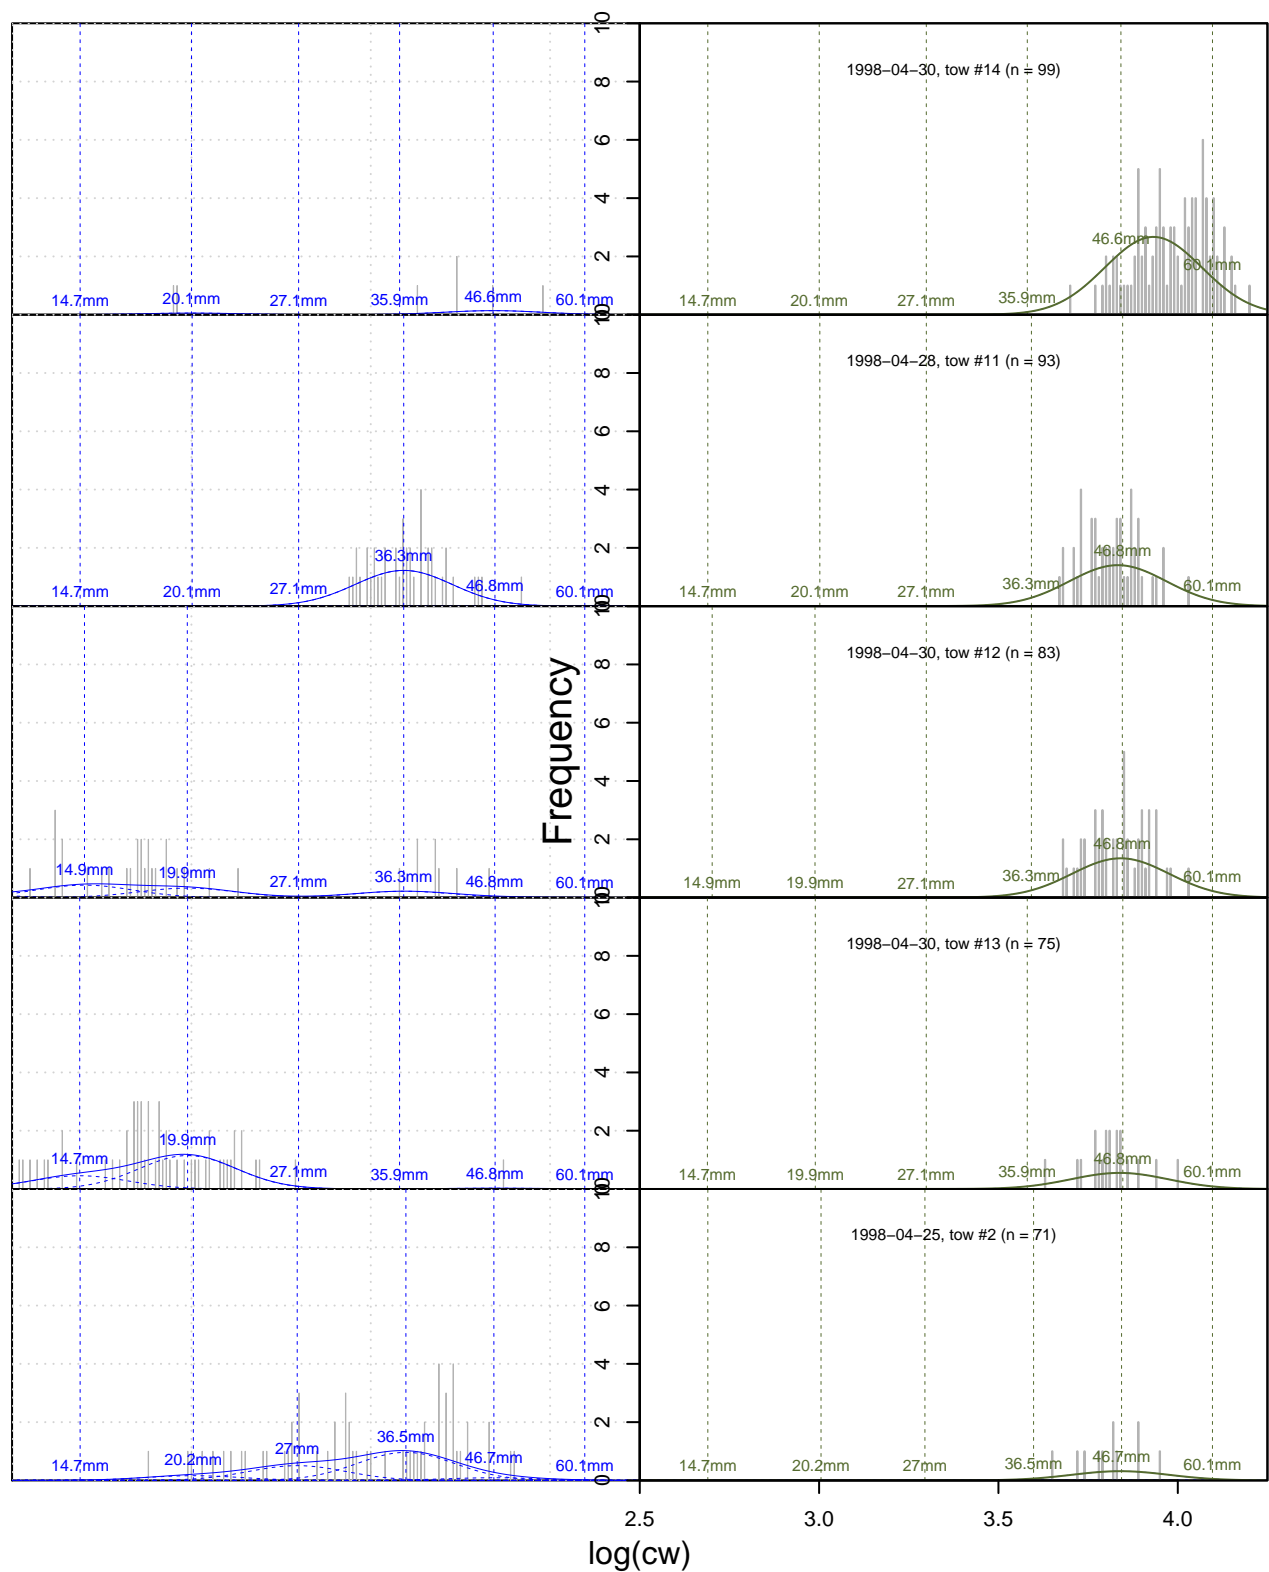 10
1998−04−30, tow #14 (n = 99)
8
6
4
46.6mm
60.1mm
2
14.7mm 20.1mm 27.1mm 35.9mm 46.6mm 60.1mm
14.7mm 20.1mm 27.1mm 35.9mm
0
10
1998−04−28, tow #11 (n = 93)
8
6
4
36.3mm
2
46.8mm
14.7mm 20.1mm 27.1mm 46.8mm 60.1mm
14.7mm 20.1mm 27.1mm 36.3mm 60.1mm
0
10
1998−04−30, tow #12 (n = 83)
8
Frequency
6
4
2
46.8mm
14.9mm 19.9mm 27.1mm 36.3mm 46.8mm 60.1mm
14.9mm 19.9mm 27.1mm 36.3mm 60.1mm
0
10
1998−04−30, tow #13 (n = 75)
8
6
4
2
19.9mm
46.8mm
14.7mm 27.1mm 35.9mm 46.8mm 60.1mm
14.7mm 19.9mm 27.1mm 35.9mm 60.1mm
0
10
1998−04−25, tow #2 (n = 71)
8
6
4
2
36.5mm
27mm
46.7mm
14.7mm 20.2mm 46.7mm 60.1mm
14.7mm 20.2mm 27mm 36.5mm 60.1mm
0
2.5 3.0 3.5 4.0
log(cw)